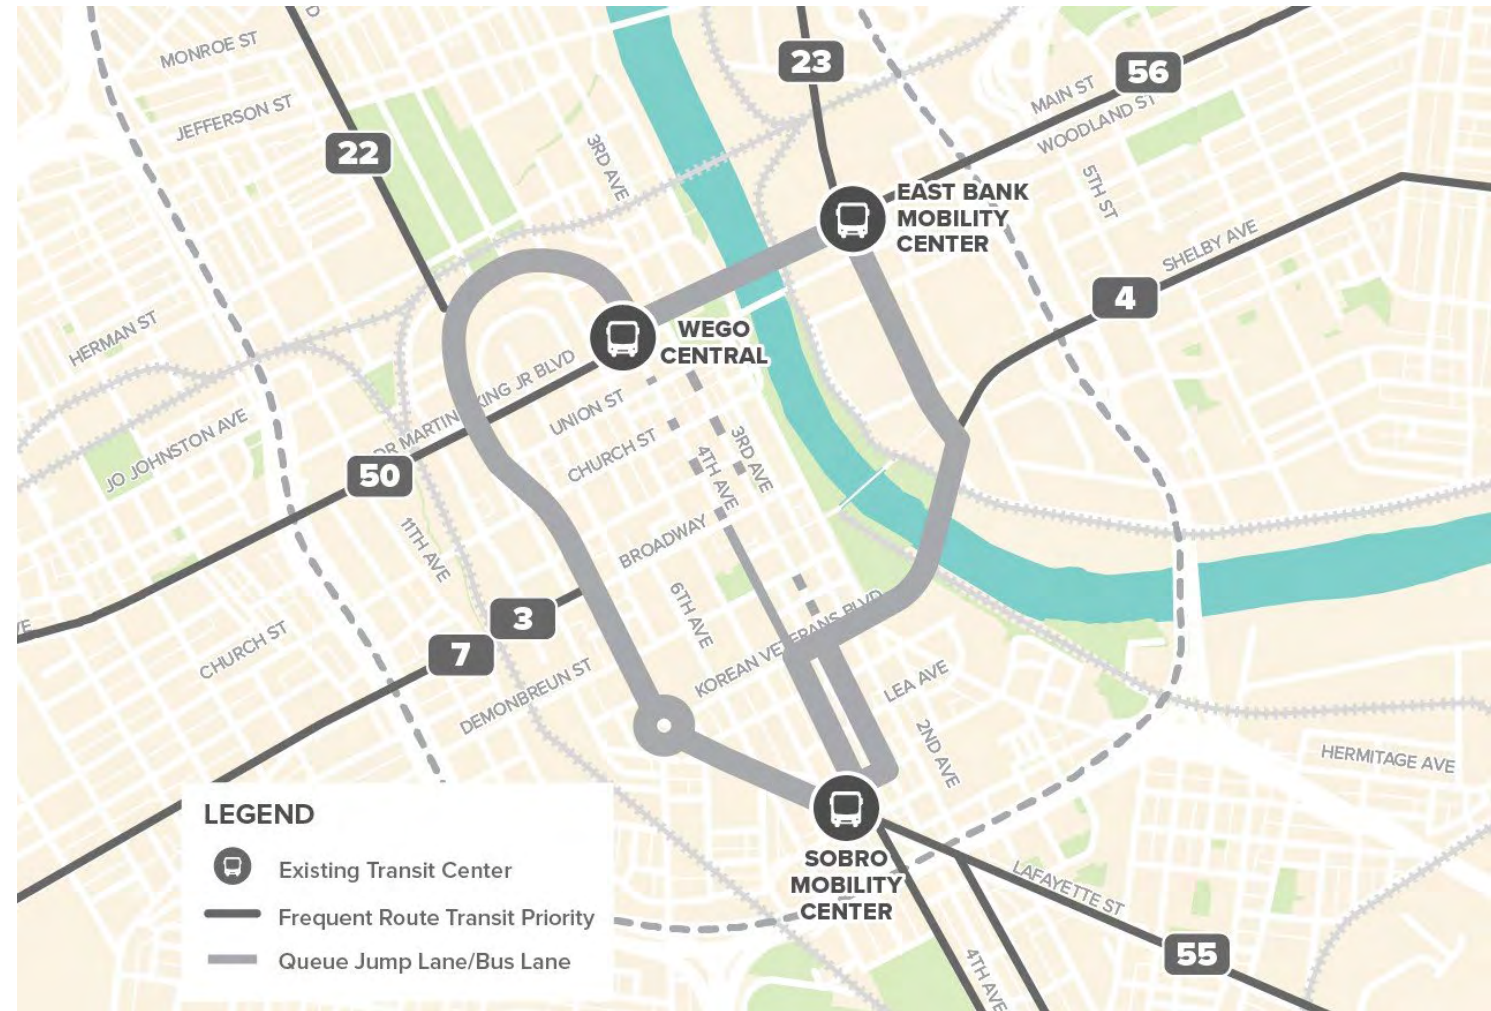 D
MONROE ST
23
56
MAIN ST
WOODLAND ST
JEFFERSON ST
22
3RD AVE
5TH ST
EAST BANK
MOBILITY
CENTER
SHELBY AVE
4
HERMAN ST
WEGO
CENTRAL
DR MARTIN KING JR BLVD
UNION ST
CHURCH ST
JO JOHNSTON AVE
50
4TH AVE
3RD AVE
11TH AVE
BROADWAY
6TH AVE
3
7
VE
CHURCH ST
DEMONBREUN ST
KOREAN VETERANS BLVD
LEA AVE
2ND AVE
HERMITAGE AVE
LEGEND
Existing Transit Center
Frequent Route Transit Priority
Queue Jump Lane/Bus Lane
SOBRO
MOBILITY
CENTER
LAFAYETTE ST
55
4TH AVE